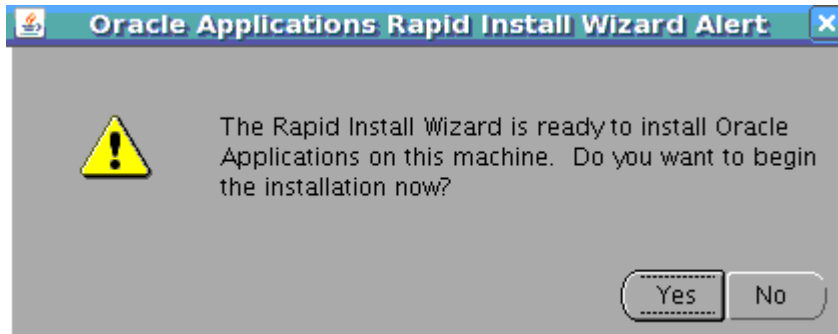 Oracle Applications Rapid Install Wizard Alert
The Rapid Install Wizard is ready to install Oracle
Applications on this machine. Do you want to begin
the installation now?
Yes No